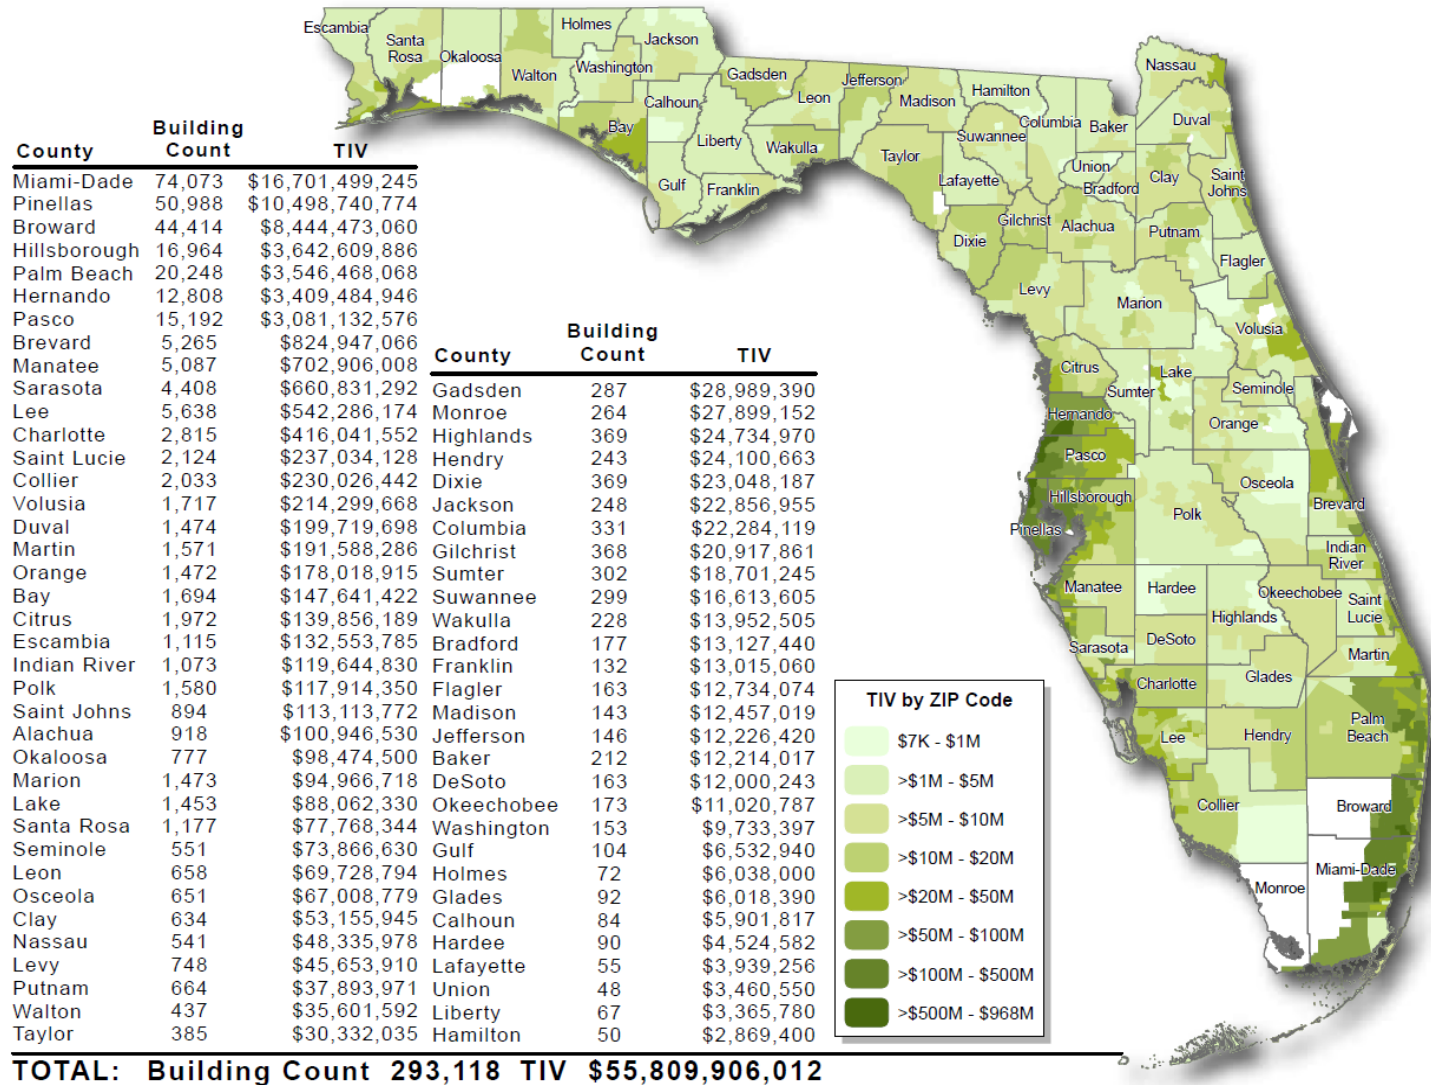 County Building Count TIV
Miami-Dade 74,073 $16,701,499,245
Pinellas 50,988 $10,498,740,774
Broward 44,414 $8,444,473,060
Hillsborough 16,964 $3,642,609,886
Palm Beach 20,248 $3,546,468,068
Hernando 12,808 $3,409,484,946
Pasco 15,192 $3,081,132,576
Brevard 5,265 $824,947,066
Manatee 5,087 $702,906,008
Sarasota 4,408 $660,831,292
Lee 5,638 $542,286,174
Charlotte 2,815 $416,041,552
Saint Lucie 2,124 $237,034,128
Collier 2,033 $230,026,442
Volusia 1,717 $214,299,668
Duval 1,474 $199,719,698
Martin 1,571 $191,588,286
Orange 1,472 $178,018,915
Bay 1,694 $147,641,422
Citrus 1,972 $139,856,189
Escambia 1,115 $132,553,785
Indian River 1,073 $119,644,830
Polk 1,580 $117,914,350
Saint Johns 894 $113,113,772
Alachua 918 $100,946,530
Okaloosa 777 $98,474,500
Marion 1,473 $94,966,718
Lake 1,453 $88,062,330
Santa Rosa 1,177 $77,768,344
Seminole 551 $73,866,630
Leon 658 $69,728,794
Osceola 651 $67,008,779
Clay 634 $53,155,945
Nassau 541 $48,335,978
Levy 748 $45,653,910
Putnam 664 $37,893,971
Walton 437 $35,601,592
Taylor 385 $30,332,035
County Building Count TIV
Gadsden 287 $28,989,390
Monroe 264 $27,899,152
Highlands 369 $24,734,970
Hendry 243 $24,100,663
Dixie 369 $23,048,187
Jackson 248 $22,856,955
Columbia 331 $22,284,119
Gilchrist 368 $20,917,861
Sumter 302 $18,701,245
Suwannee 299 $16,613,605
Wakulla 228 $13,952,505
Bradford 177 $13,127,440
Franklin 132 $13,015,060
Flagler 163 $12,734,074
Madison 143 $12,457,019
Jefferson 146 $12,226,420
Baker 212 $12,214,017
DeSoto 163 $12,000,243
Okeechobee 173 $11,020,787
Washington 153 $9,733,397
Gulf 104 $6,532,940
Holmes 72 $6,038,000
Glades 92 $6,018,390
Calhoun 84 $5,901,817
Hardee 90 $4,524,582
Lafayette 55 $3,939,256
Union 48 $3,460,550
Liberty 67 $3,365,780
Hamilton 50 $2,869,400
TOTAL: Building Count 293,118 TIV $55,809,906,012
TIV by ZIP Code
$7K - $1M
>$1M - $5M
>$5M - $10M
>$10M - $20M
>$20M - $50M
>$50M - $100M
>$100M - $500M
>$500M - $968M
Escambia
Santa
Rosa
Okaloosa
Walton
Holmes
Washington
Jackson
Bay
Calhoun
Gulf
Liberty
Franklin
Gadsden
Leon
Wakulla
Jefferson
Madison
Taylor
Hamilton
Suwannee
Lafayette
Columbia
Baker
Union
Bradford
Nassau
Duval
Clay
Saint
Johns
Dixie
Gilchrist
Alachua
Putnam
Flagler
Levy
Marion
Volusia
Citrus
Sumter
Lake
Seminole
Hernando
Orange
Pasco
Osceola
Hillsborough
Pinellas
Polk
Brevard
Indian
River
Manatee
Hardee
Highlands
Okeechobee
Saint
Lucie
Sarasota
DeSoto
Martin
Charlotte
Glades
Lee
Hendry
Palm
Beach
Collier
Broward
Monroe
Miami-Dade